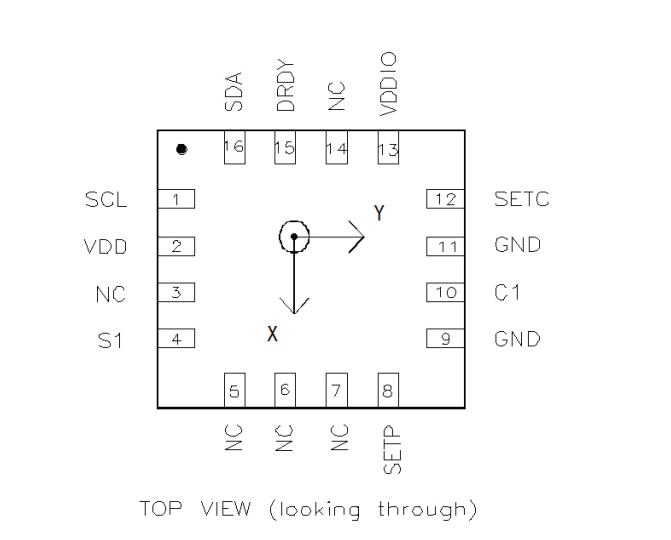 SDA DRDY NC VDDIO
16 15 14 13
SCL 1 12 SETC
Y
VDD 2 11 GND
NC 3 10 C1
X
S1 4 9 GND
5 6 7 8
NC NC NC SETP
TOP VIEW (looking through)